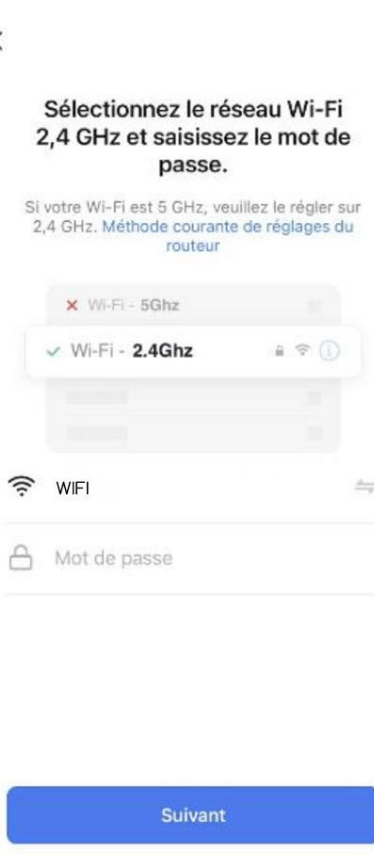 Sélectionnez le réseau Wi-Fi
2,4 GHz et saisissez le mot de
passe.
Si votre Wi-Fi est 5 GHz, veuillez le régler sur
2,4 GHz. Méthode courante de réglages du
routeur
Wi-Fi - 5Ghz
Wi-Fi - 2.4Ghz
WIFI
Mot de passe
Suivant